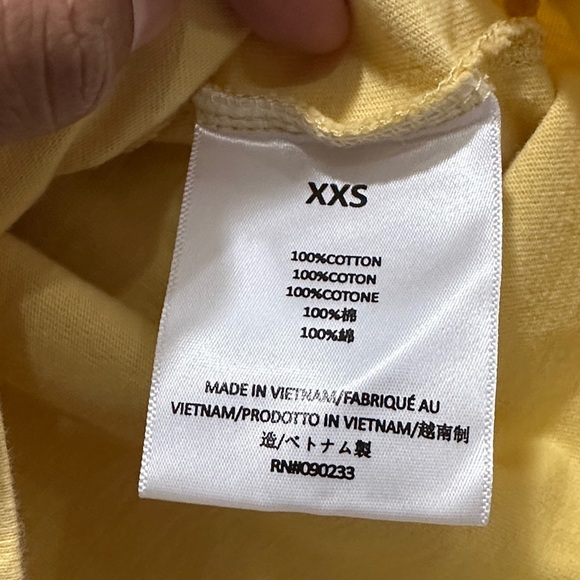 XXS
100%COTTON
100%COTON
100%COTONE
100%棉
100%綿
MADE IN VIETNAM/FABRIQUÉ AU
VIETNAM/PRODOTTO IN VIETNAM/越南制
造/ベトナム製
RN#090233